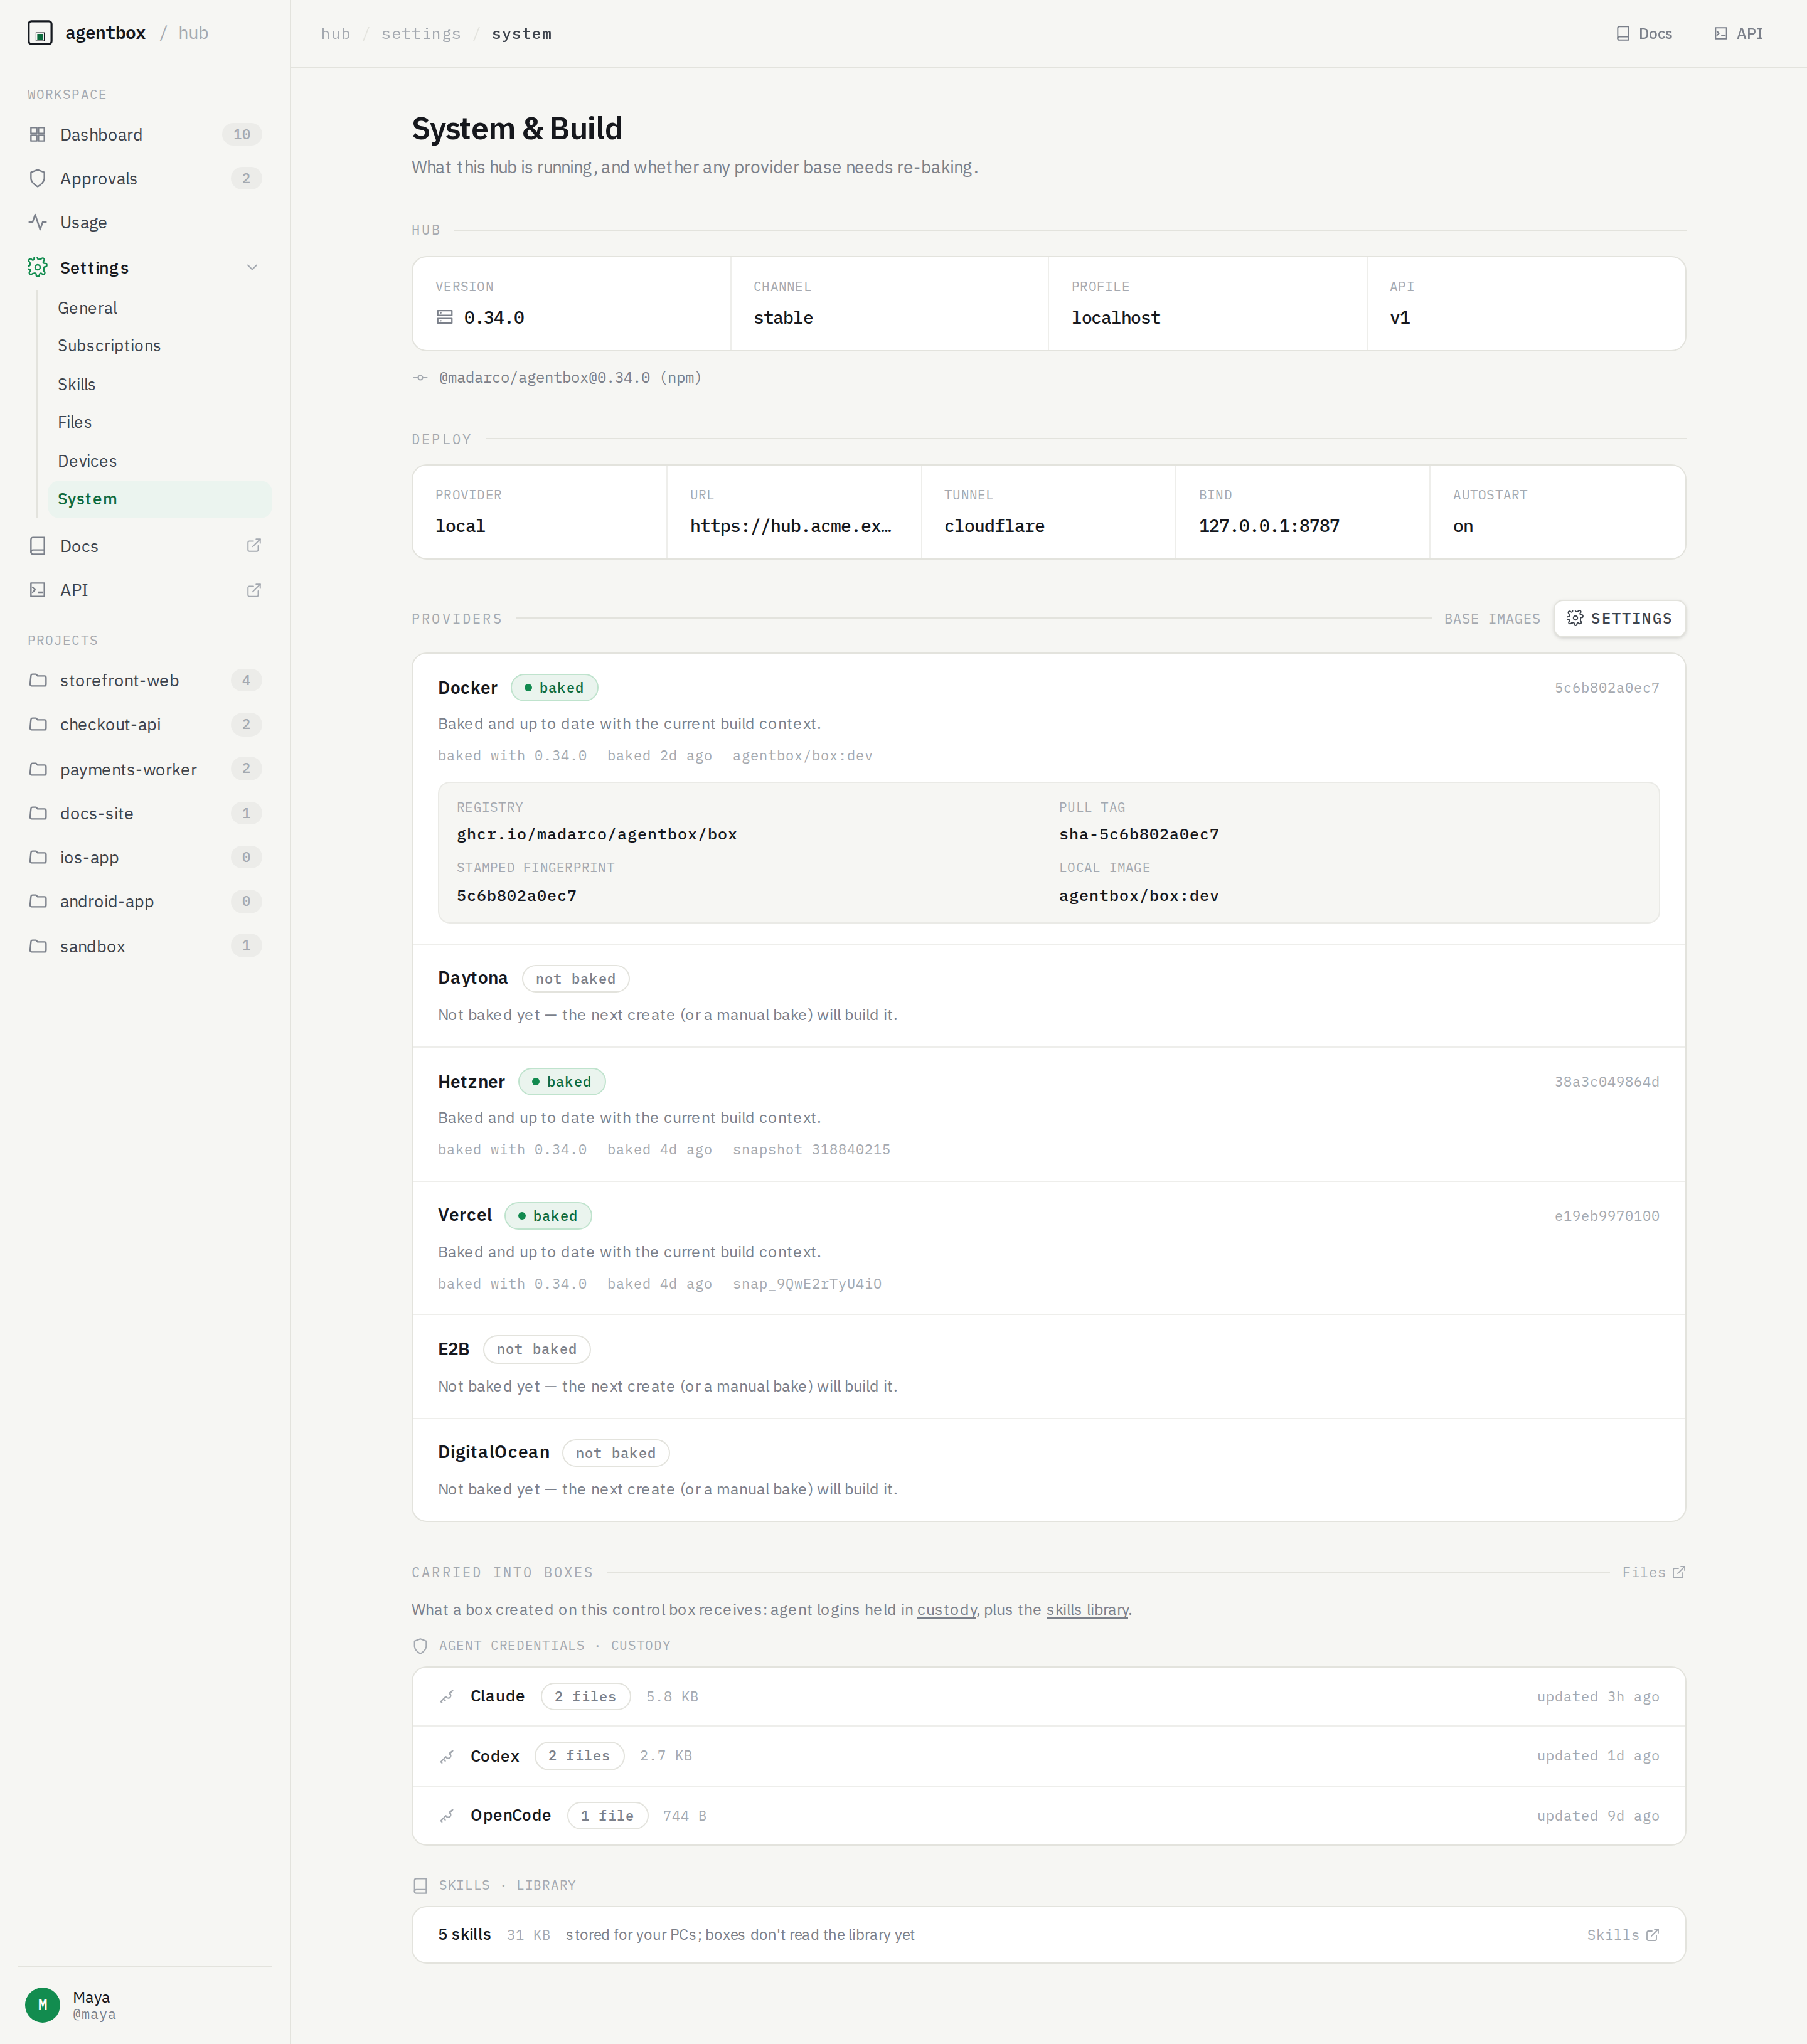 agentbox / hub
WORKSPACE
Dashboard 10
Approvals 2
Usage
Settings
General
Subscriptions
Skills
Files
Devices
System
Docs
API
PROJECTS
storefront-web 4
checkout-api 2
payments-worker 2
docs-site 1
ios-app 0
android-app 0
sandbox 1
M
Maya
@maya
hub / settings / system
Docs API
System & Build
What this hub is running, and whether any provider base needs re-baking.
HUB
VERSION CHANNEL PROFILE API
0.34.0 stable localhost v1
@madarco/agentbox@0.34.0 (npm)
DEPLOY
PROVIDER URL TUNNEL BIND AUTOSTART
local https://hub.acme.ex… cloudflare 127.0.0.1:8787 on
PROVIDERS BASE IMAGES SETTINGS
Docker baked 5c6b802a0ec7
Baked and up to date with the current build context.
baked with 0.34.0 baked 2d ago agentbox/box:dev
REGISTRY PULL TAG
ghcr.io/madarco/agentbox/box sha-5c6b802a0ec7
STAMPED FINGERPRINT LOCAL IMAGE
5c6b802a0ec7 agentbox/box:dev
Daytona not baked
Not baked yet — the next create (or a manual bake) will build it.
Hetzner baked 38a3c049864d
Baked and up to date with the current build context.
baked with 0.34.0 baked 4d ago snapshot 318840215
Vercel baked e19eb9970100
Baked and up to date with the current build context.
baked with 0.34.0 baked 4d ago snap_9QwE2rTyU4iO
E2B not baked
Not baked yet — the next create (or a manual bake) will build it.
DigitalOcean not baked
Not baked yet — the next create (or a manual bake) will build it.
CARRIED INTO BOXES Files
What a box created on this control box receives: agent logins held in custody, plus the skills library.
AGENT CREDENTIALS · CUSTODY
Claude 2 files 5.8 KB updated 3h ago
Codex 2 files 2.7 KB updated 1d ago
OpenCode 1 file 744 B updated 9d ago
SKILLS · LIBRARY
5 skills 31 KB stored for your PCs; boxes don't read the library yet Skills